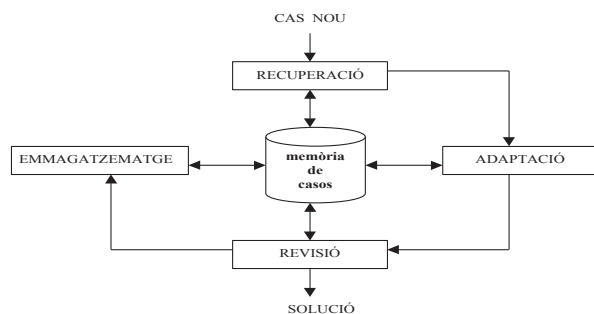 CAS NOU
RECUPERACIÓ
EMMAGATZEMATGE
memòria
de
casos
ADAPTACIÓ
REVISIÓ
SOLUCIÓ